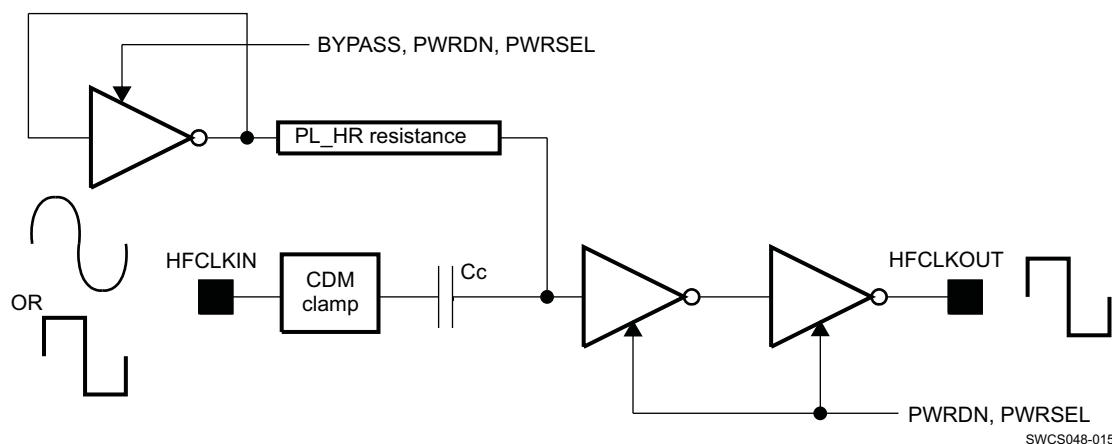 BYPASS, PWRDN, PWRSEL
PL_HR resistance
HFCLKIN
CDM
clamp
Cc
HFCLKOUT
OR
PWRDN, PWRSEL
SWCS048-015